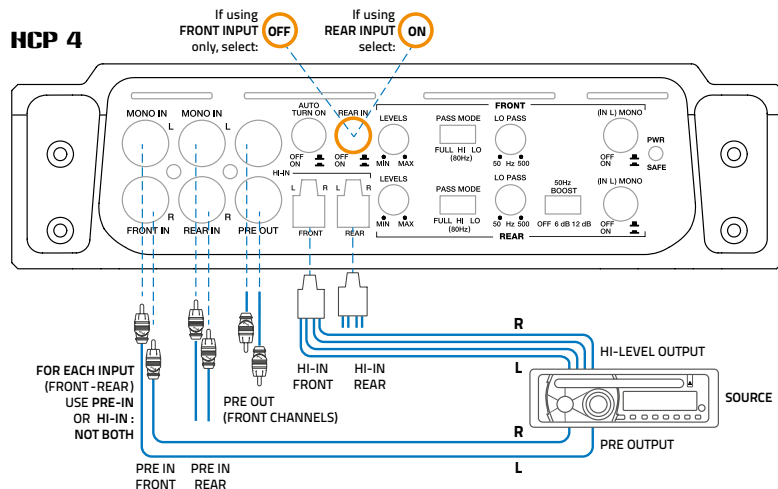 HCP 4
If using
FRONT INPUT
only, select:
OFF
If using
REAR INPUT
select:
ON
MONO IN
L
MONO IN
L
AUTO
TURN ON
REAR IN
OFF
ON
OFF
ON
FRONT
LEVELS
MIN MAX
PASS MODE
FULL HI LO
(80Hz)
LO PASS
50 Hz 500
(IN L) MONO
OFF
ON
PWR
SAFE
HI-IN
L R
L R
FRONT
REAR
R
R
FRONT IN
REAR IN
PRE OUT
LEVELS
MIN MAX
PASS MODE
FULL HI LO
(80Hz)
LO PASS
50 Hz 500
50Hz
BOOST
OFF 6 dB 12 dB
(IN L) MONO
OFF
ON
REAR
R
L
HI-LEVEL OUTPUT
HI-IN
FRONT
HI-IN
REAR
FOR EACH INPUT
(FRONT-REAR)
USE PRE-IN
OR HI-IN :
NOT BOTH
PRE OUT
(FRONT CHANNELS)
SOURCE
R
PRE OUTPUT
L
PRE IN
FRONT
PRE IN
REAR